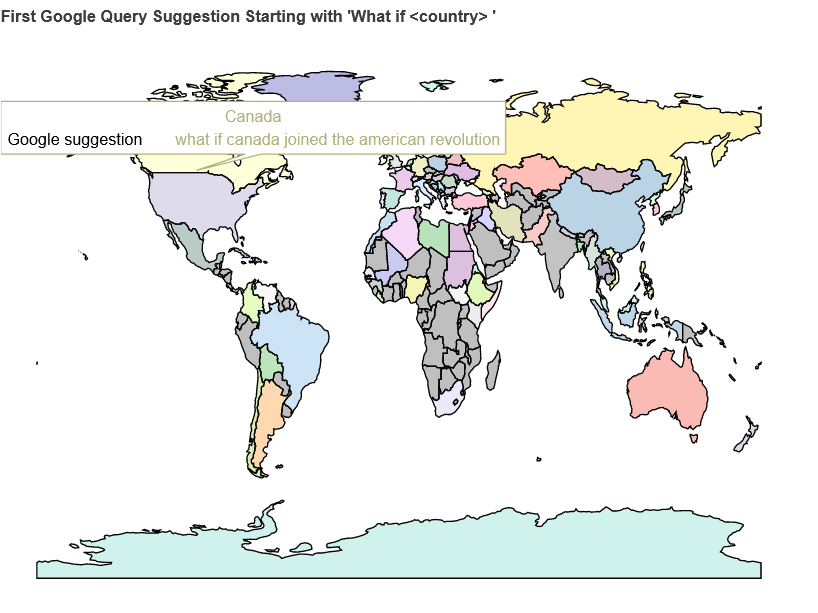 First Google Query Suggestion Starting with 'What if <country> '
Canada
Google suggestion what if canada joined the american revolution